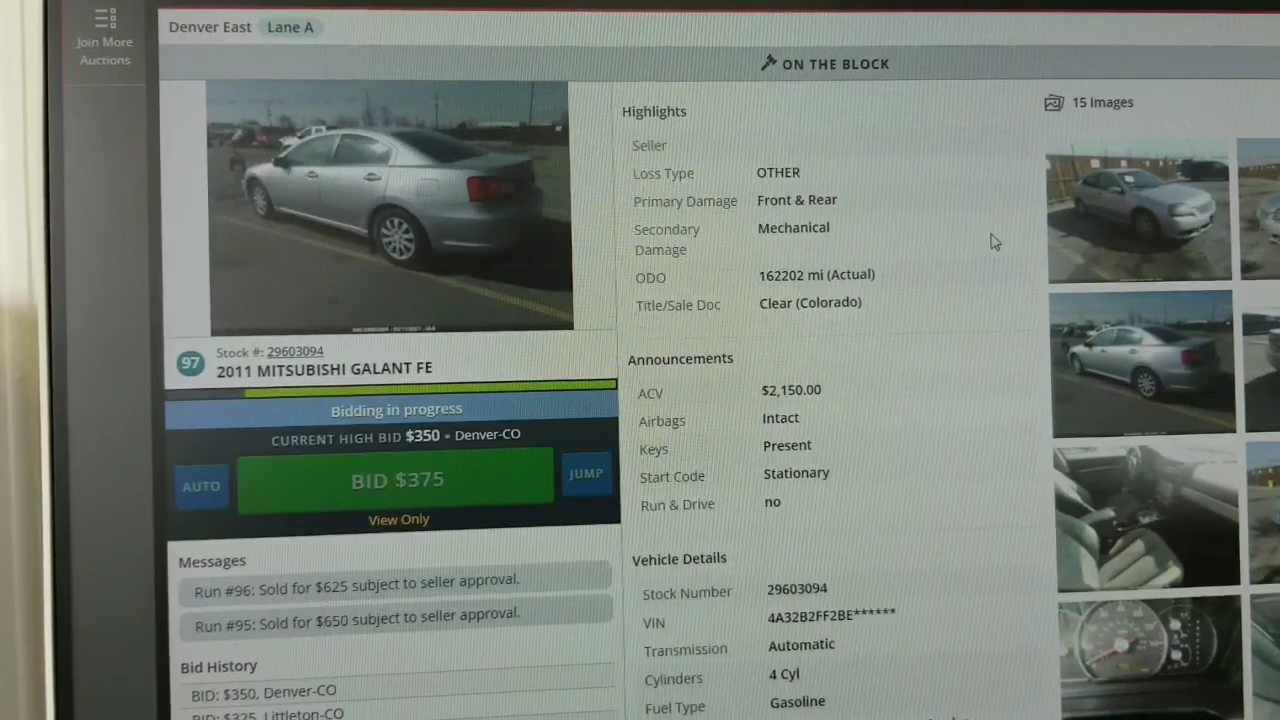 Join More
Auctions
Denver East Lane A
ON THE BLOCK
97
Stock #: 29603094
2011 MITSUBISHI GALANT FE
Bidding in progress
CURRENT HIGH BID $350 • Denver-CO
AUTO
BID $375
JUMP
View Only
Messages
Run #96: Sold for $625 subject to seller approval.
Run #95: Sold for $650 subject to seller approval.
Bid History
BID: $350, Denver-CO
BID: $325, Littleton-CO
Highlights
Seller
Loss Type OTHER
Primary Damage Front & Rear
Secondary Mechanical
Damage
ODO 162202 mi (Actual)
Title/Sale Doc Clear (Colorado)
Announcements
ACV $2,150.00
Airbags Intact
Keys Present
Start Code Stationary
Run & Drive no
Vehicle Details
Stock Number 29603094
VIN 4A32B2FF2BE******
Transmission Automatic
Cylinders 4 Cyl
Fuel Type Gasoline
15 Images